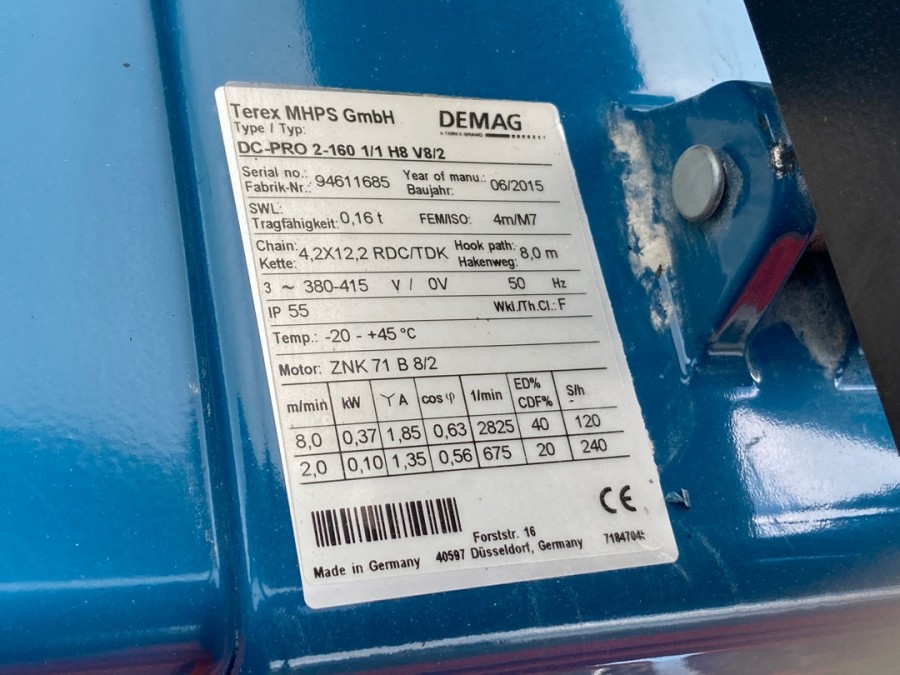 Terex MHPS GmbH DEMAG
Type / Typ:
DC-PRO 2-160 1/1 H8 V8/2
Serial no.: 94611685 Year of manu.: 06/2015
Fabrik-Nr.: Baujahr:
SWL:
Tragfähigkeit: 0,16 t FEM/ISO: 4m/M7
Chain: 4,2X12,2 RDC/TDK Hook path: 8,0 m
Kette: Hakenweg:
3 ~ 380-415 V / 0V 50 Hz
IP 55 Wkl./Th.Cl.: F
Temp.: -20 - +45 °C
Motor: ZNK 71 B 8/2
m/min kW Y A cos φ 1/min ED% CDF% S/h
8,0 0,37 1,85 0,63 2825 40 120
2,0 0,10 1,35 0,56 675 20 240
CE
Forststr. 16
Made in Germany 40597 Düsseldorf, Germany